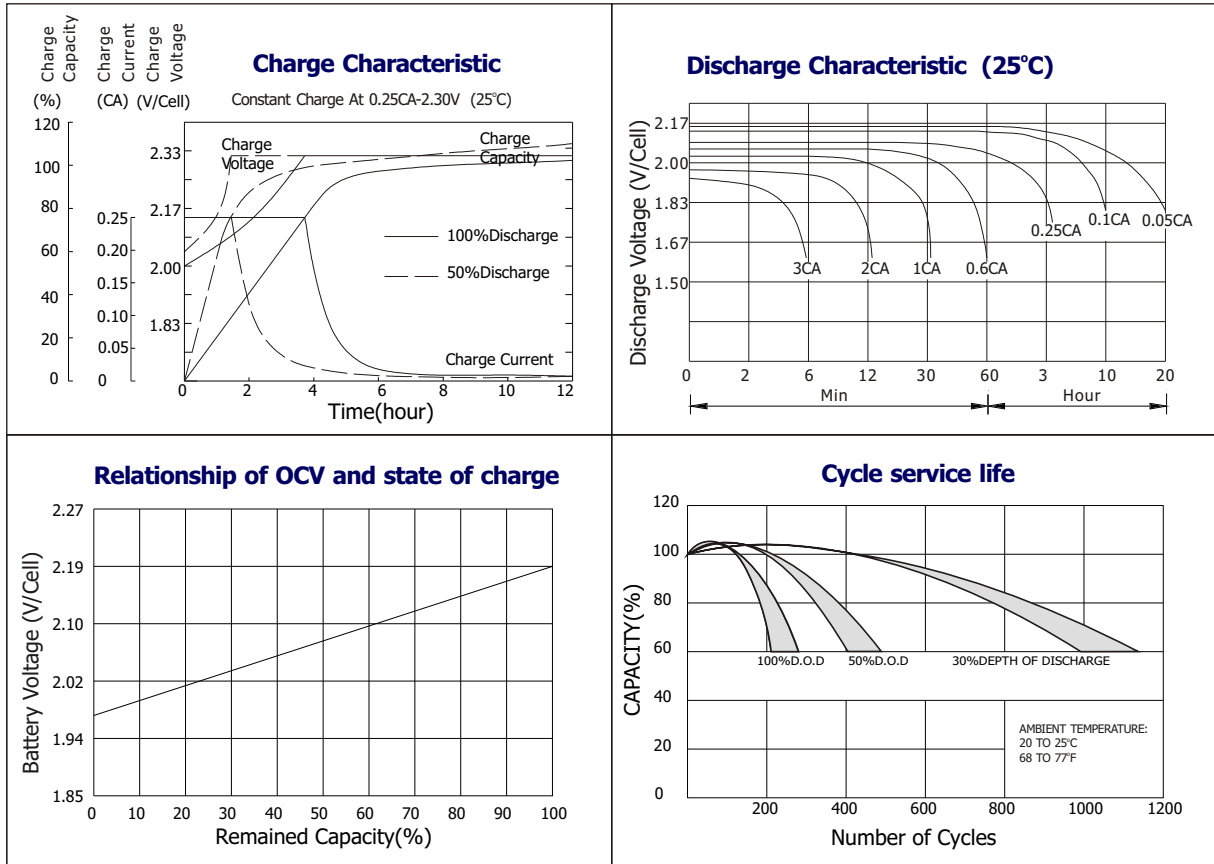 Charge Capacity
Charge Current
Charge Voltage
(%)
(CA)
(V/Cell)
Charge Characteristic
Constant Charge At 0.25CA-2.30V (25°C)
120
100
80
60
40
20
0
0.25
0.20
0.15
0.10
0.05
0
2.33
2.17
2.00
1.83
Charge Voltage
Charge Capacity
100%Discharge
50%Discharge
Charge Current
0 2 4 6 8 10 12
Time(hour)
Discharge Characteristic (25°C)
Discharge Voltage (V/Cell)
2.17
2.00
1.83
1.67
1.50
3CA 2CA 1CA 0.6CA 0.25CA 0.1CA 0.05CA
0 2 6 12 30 60 3 10 20
Min Hour
Relationship of OCV and state of charge
Battery Voltage (V/Cell)
2.27
2.19
2.10
2.02
1.94
1.85
0 10 20 30 40 50 60 70 80 90 100
Remained Capacity(%)
Cycle service life
CAPACITY(%)
120
100
80
60
40
20
0
100%D.O.D 50%D.O.D 30%DEPTH OF DISCHARGE
AMBIENT TEMPERATURE:
20 TO 25°C
68 TO 77°F
200 400 600 800 1000 1200
Number of Cycles